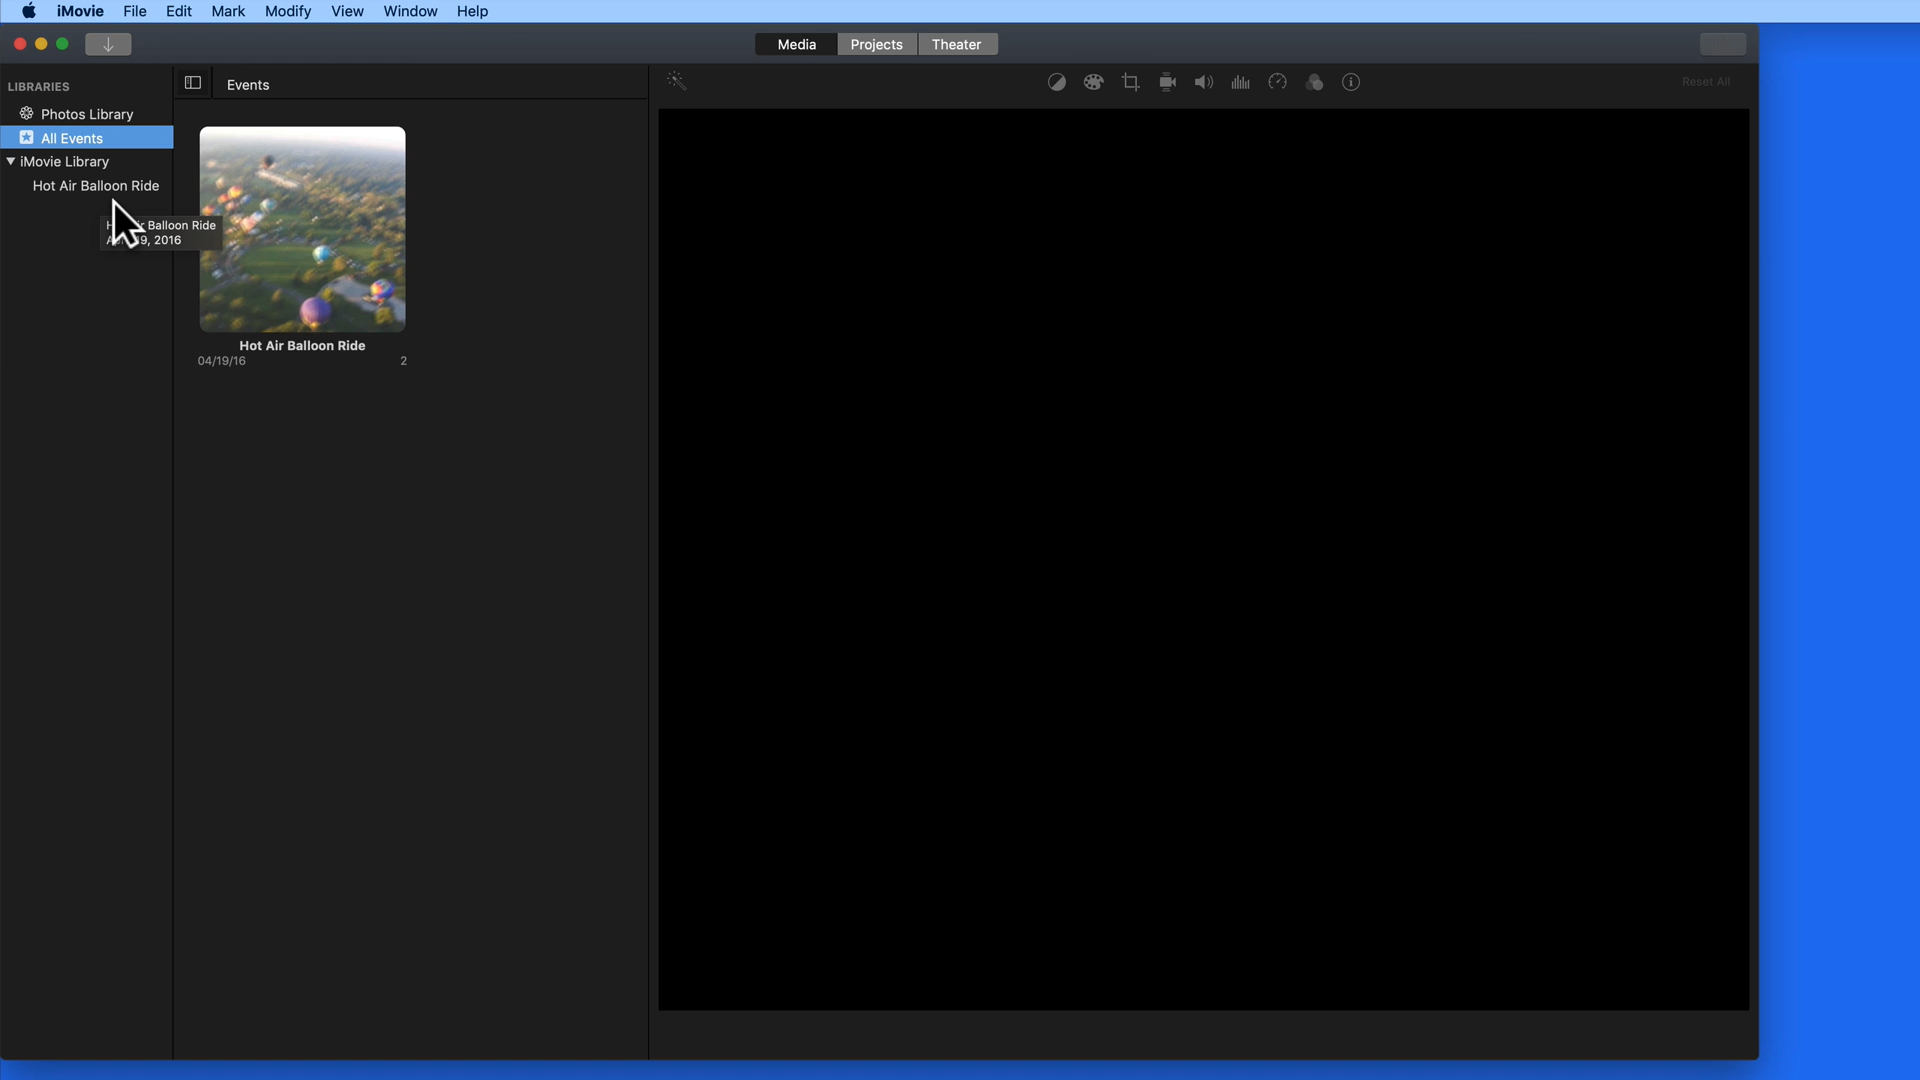 iMovie File Edit Mark Modify View Window Help
Media Projects Theater
LIBRARIES
Photos Library
All Events
iMovie Library
Hot Air Balloon Ride
Balloon Ride
2016
Events
Hot Air Balloon Ride
04/19/16 2
Reset All